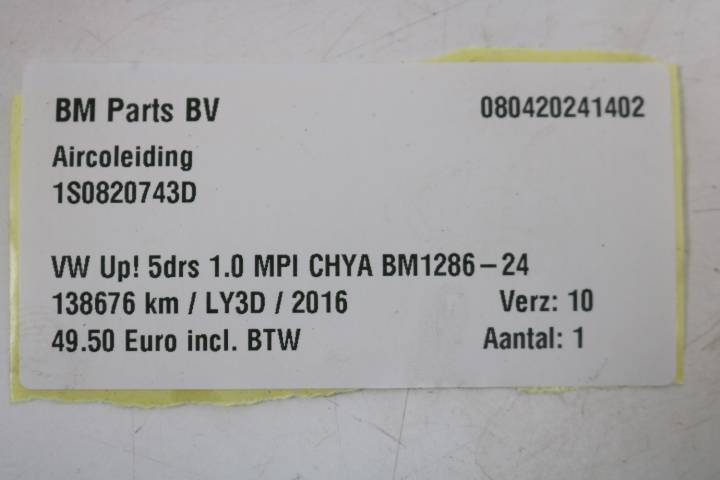 BM Parts BV 080420241402
Aircoleiding
1S0820743D
VW Up! 5drs 1.0 MPI CHYA BM1286-24
138676 km / LY3D / 2016 Verz: 10
49.50 Euro incl. BTW Aantal: 1